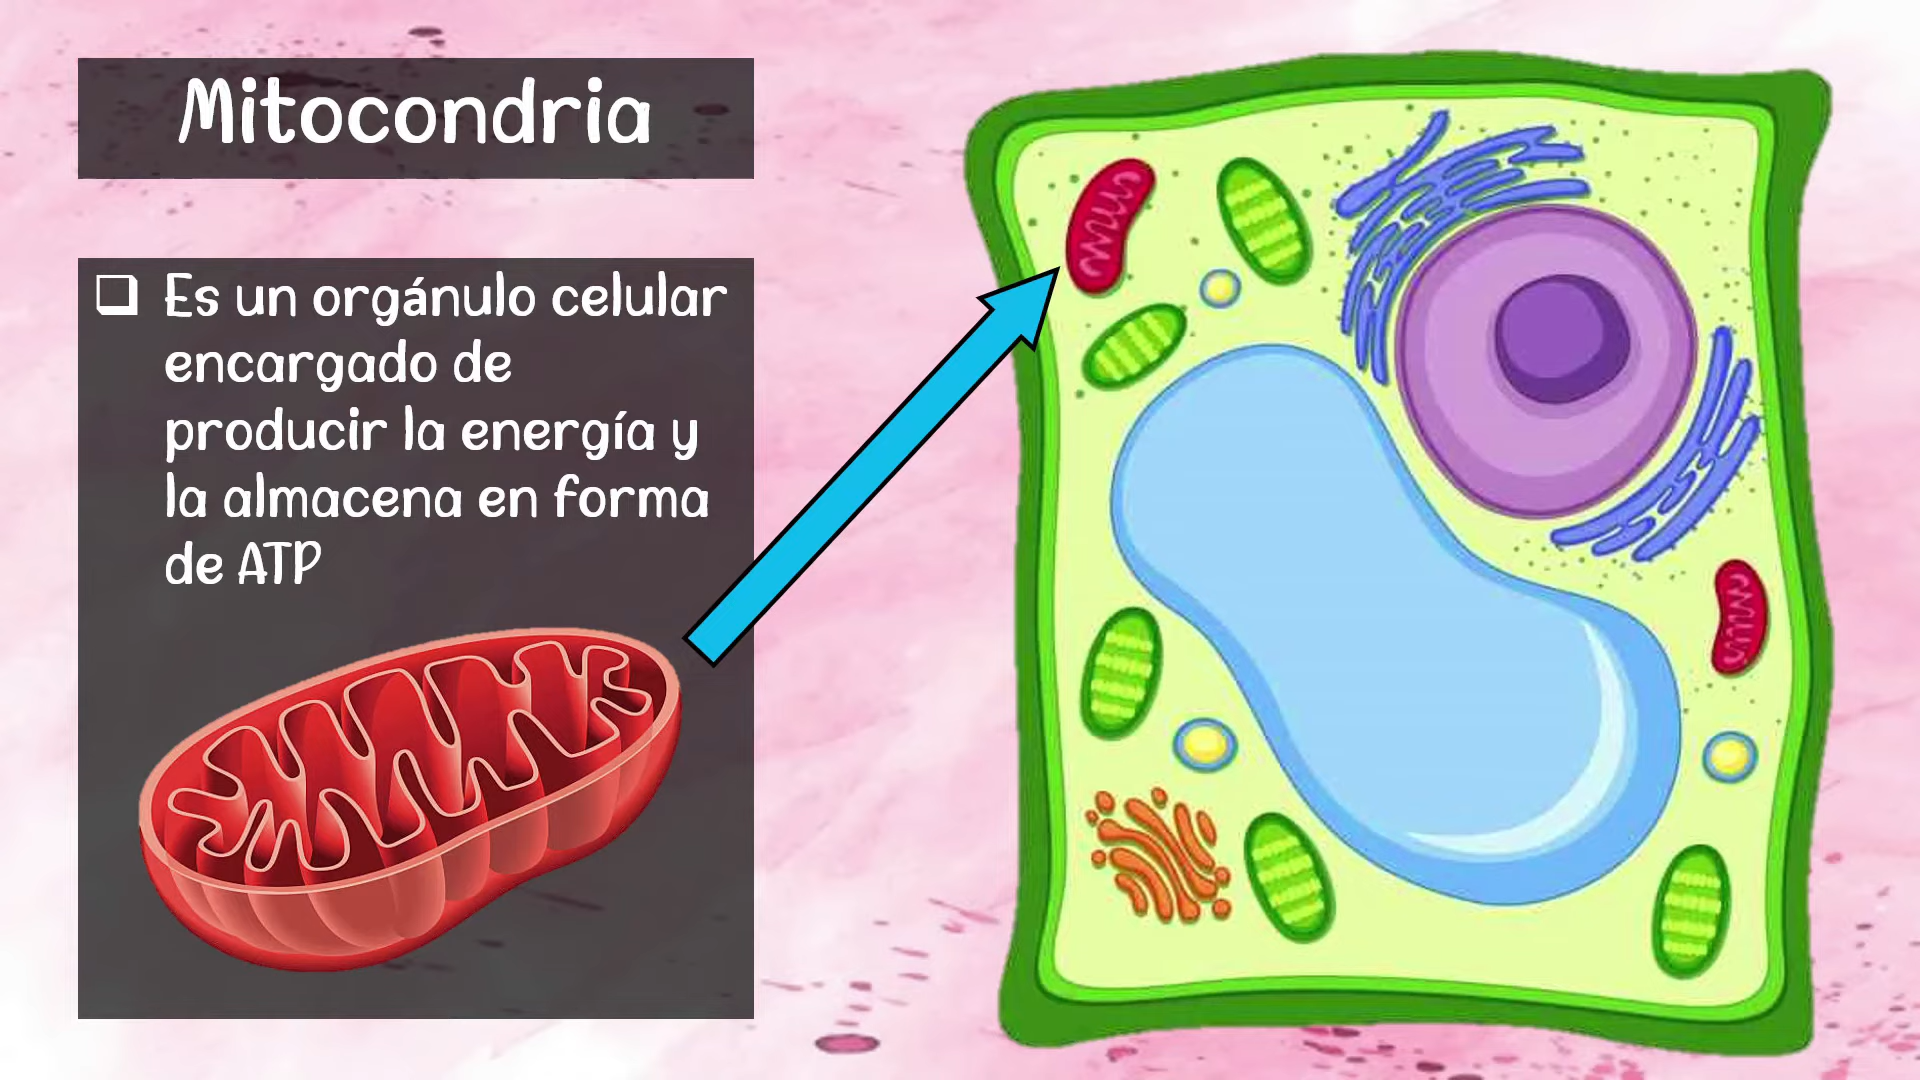 Mitocondria
❑ Es un orgánulo celular
encargado de
producir la energía y
la almacena en forma
de ATP